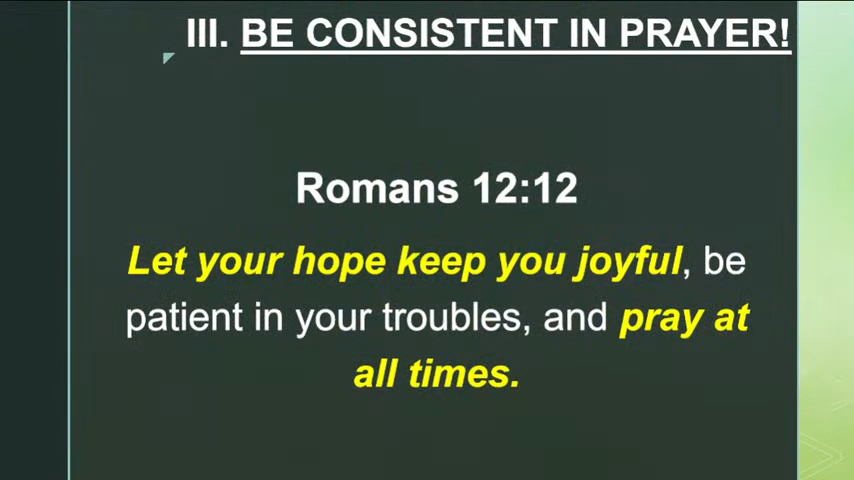 III. BE CONSISTENT IN PRAYER!
Romans 12:12
Let your hope keep you joyful, be
patient in your troubles, and pray at
all times.